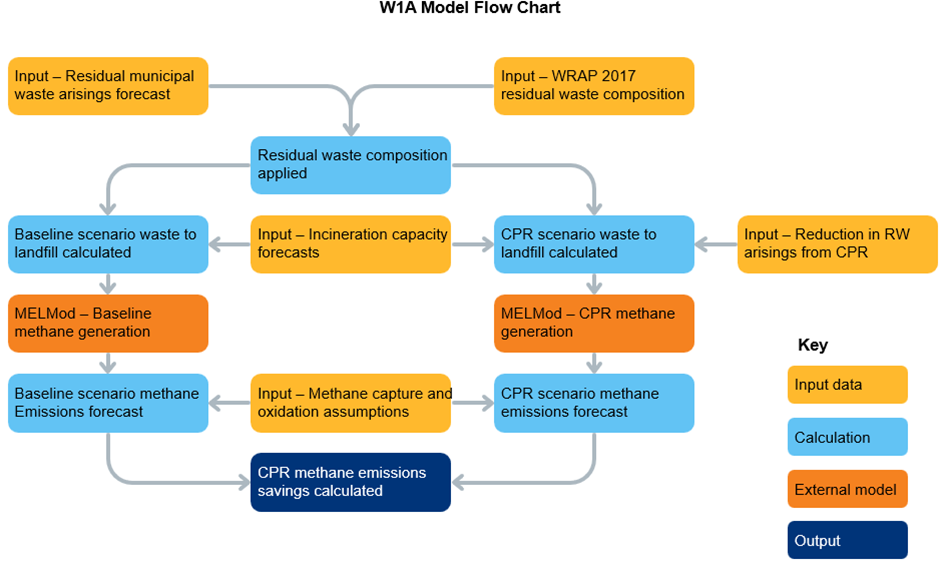 W1A Model Flow Chart
Input – Residual municipal
waste arisings forecast
Input – WRAP 2017
residual waste composition
Residual waste composition
applied
Baseline scenario waste to
landfill calculated
Input – Incineration capacity
forecasts
CPR scenario waste to
landfill calculated
Input – Reduction in RW
arisings from CPR
MELMod – Baseline
methane generation
MELMod – CPR methane
generation
Baseline scenario methane
Emissions forecast
Input – Methane capture and
oxidation assumptions
CPR scenario methane
emissions forecast
CPR methane emissions
savings calculated
Key
Input data
Calculation
External model
Output